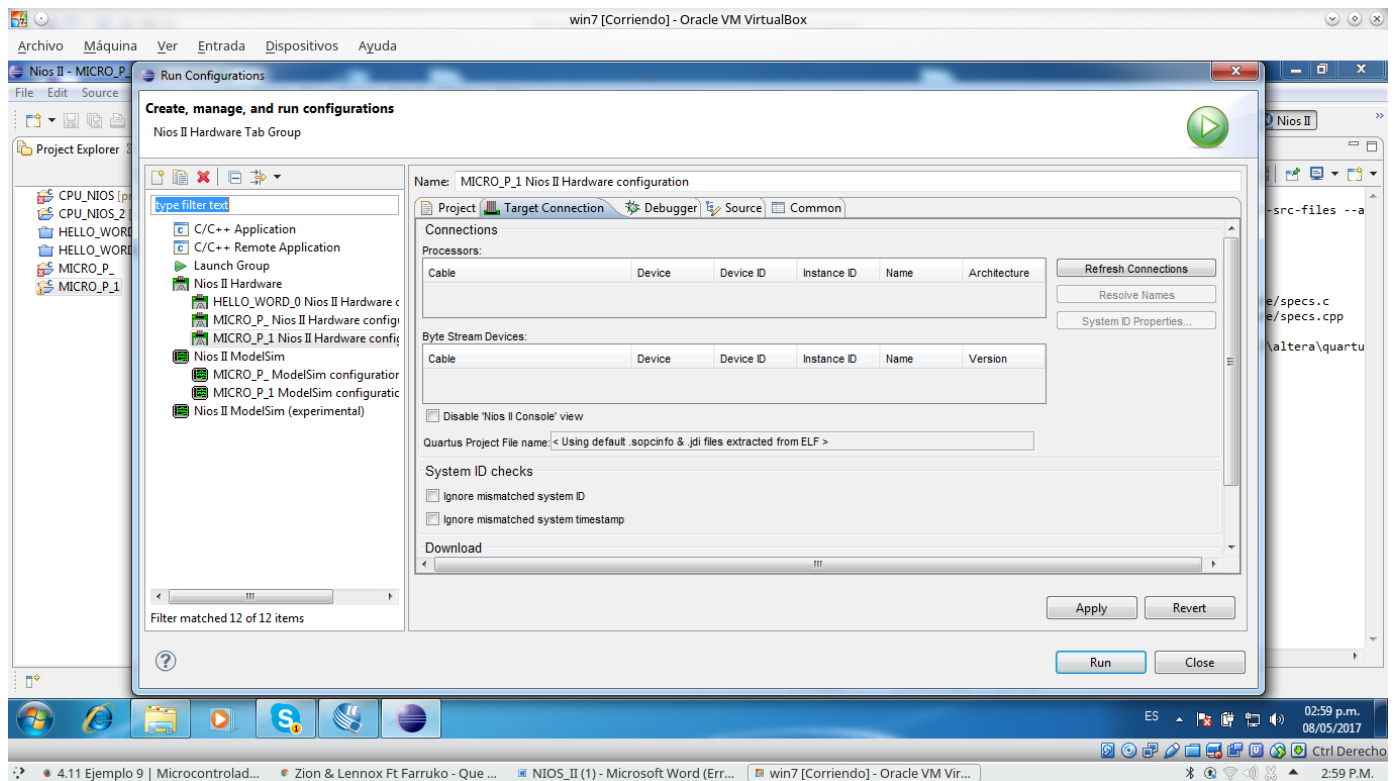 win7 [Corriendo] - Oracle VM VirtualBox
Archivo Máquina Ver Entrada Dispositivos Ayuda
Nios II - MICRO_P_
Run Configurations
File Edit Source
Create, manage, and run configurations
Nios II Hardware Tab Group
Nios II
Project Explorer
Name: MICRO_P_1 Nios II Hardware configuration
type filter text
Project Target Connection Debugger Source Common
CPU_NIOS [pr
CPU_NIOS_2
HELLO_WORD
HELLO_WORD
MICRO_P_
MICRO_P_1
C/C++ Application
C/C++ Remote Application
Launch Group
Nios II Hardware
HELLO_WORD_0 Nios II Hardware c
MICRO_P_ Nios II Hardware configu
MICRO_P_1 Nios II Hardware config
Nios II ModelSim
MICRO_P_ ModelSim configuration
MICRO_P_1 ModelSim configuratic
Nios II ModelSim (experimental)
Filter matched 12 of 12 items
Connections
Processors:
Cable Device Device ID Instance ID Name Architecture
Refresh Connections
Resolve Names
System ID Properties...
Byte Stream Devices:
Cable Device Device ID Instance ID Name Version
Disable 'Nios II Console' view
Quartus Project File name: < Using default .sopcinfo & .jdi files extracted from ELF >
System ID checks
Ignore mismatched system ID
Ignore mismatched system timestamp
Download
Apply Revert
Run Close
-src-files --a
e/specs.c
e/specs.cpp
\altera\quartu
ES 02:59 p.m.
08/05/2017
Ctrl Derecho
4.11 Ejemplo 9 | Microcontrolad... Zion & Lennox Ft Farruko - Que ... NIOS_II (1) - Microsoft Word (Err... win7 [Corriendo] - Oracle VM Vir... 2:59 P.M.